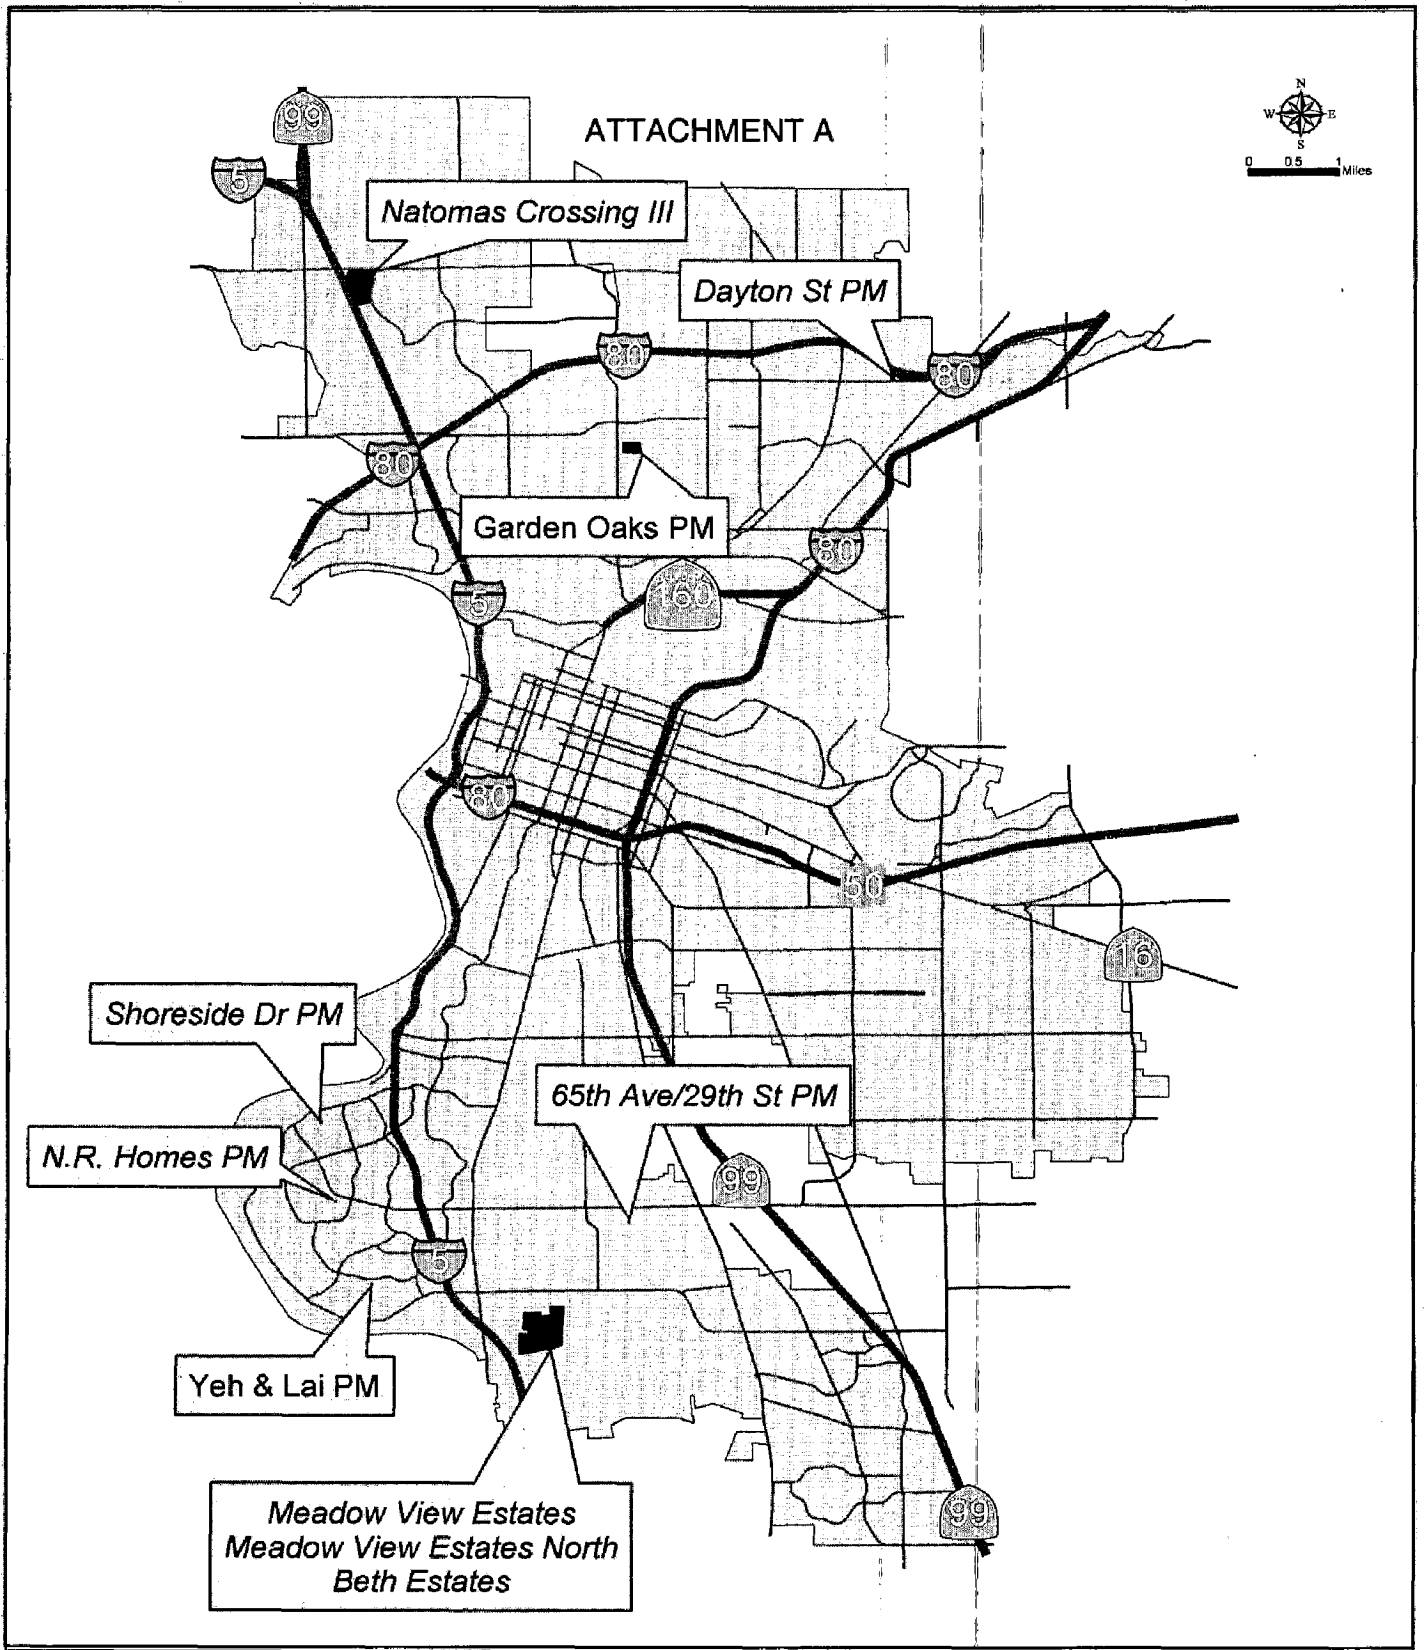 ATTACHMENT A
N
W E
S
0 0.5 1
Miles
99
5
Natomas Crossing III
Dayton St PM
80
80
80
Garden Oaks PM
80
5
160
80
50
16
Shoreside Dr PM
65th Ave/29th St PM
N.R. Homes PM
99
5
Yeh & Lai PM
Meadow View Estates
Meadow View Estates North
Beth Estates
99